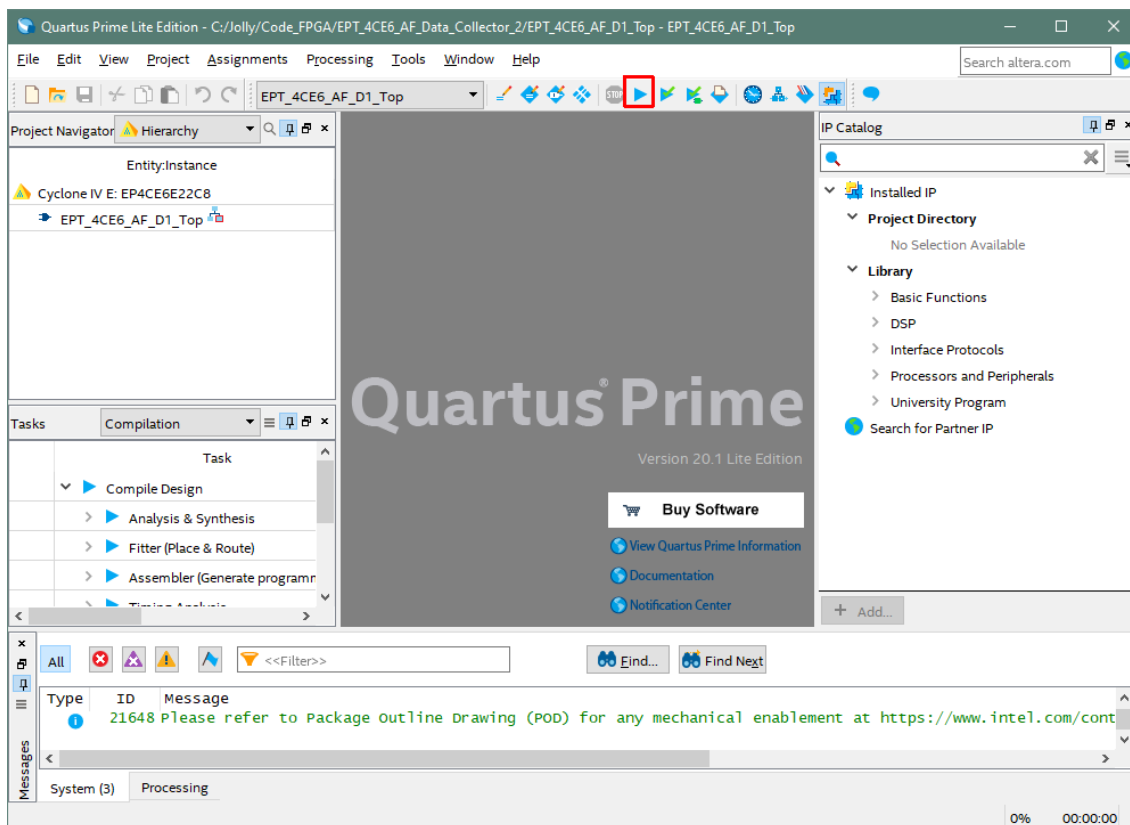 Quartus Prime Lite Edition - C:/Jolly/Code_FPGA/EPT_4CE6_AF_Data_Collector_2/EPT_4CE6_AF_D1_Top - EPT_4CE6_AF_D1_Top
File Edit View Project Assignments Processing Tools Window Help
Search altera.com
EPT_4CE6_AF_D1_Top
STOP
Project Navigator
Hierarchy
Entity:Instance
Cyclone IV E: EP4CE6E22C8
EPT_4CE6_AF_D1_Top
Tasks
Compilation
Task
Compile Design
Analysis & Synthesis
Fitter (Place & Route)
Assembler (Generate programm
Timing Analysis
Quartus® Prime
Version 20.1 Lite Edition
Buy Software
View Quartus Prime Information
Documentation
Notification Center
IP Catalog
Installed IP
Project Directory
No Selection Available
Library
Basic Functions
DSP
Interface Protocols
Processors and Peripherals
University Program
Search for Partner IP
+ Add...
All
<<Filter>>
Find...
Find Next
Type ID Message
21648 Please refer to Package Outline Drawing (POD) for any mechanical enablement at https://www.intel.com/cont
Messages
System (3)
Processing
0% 00:00:00